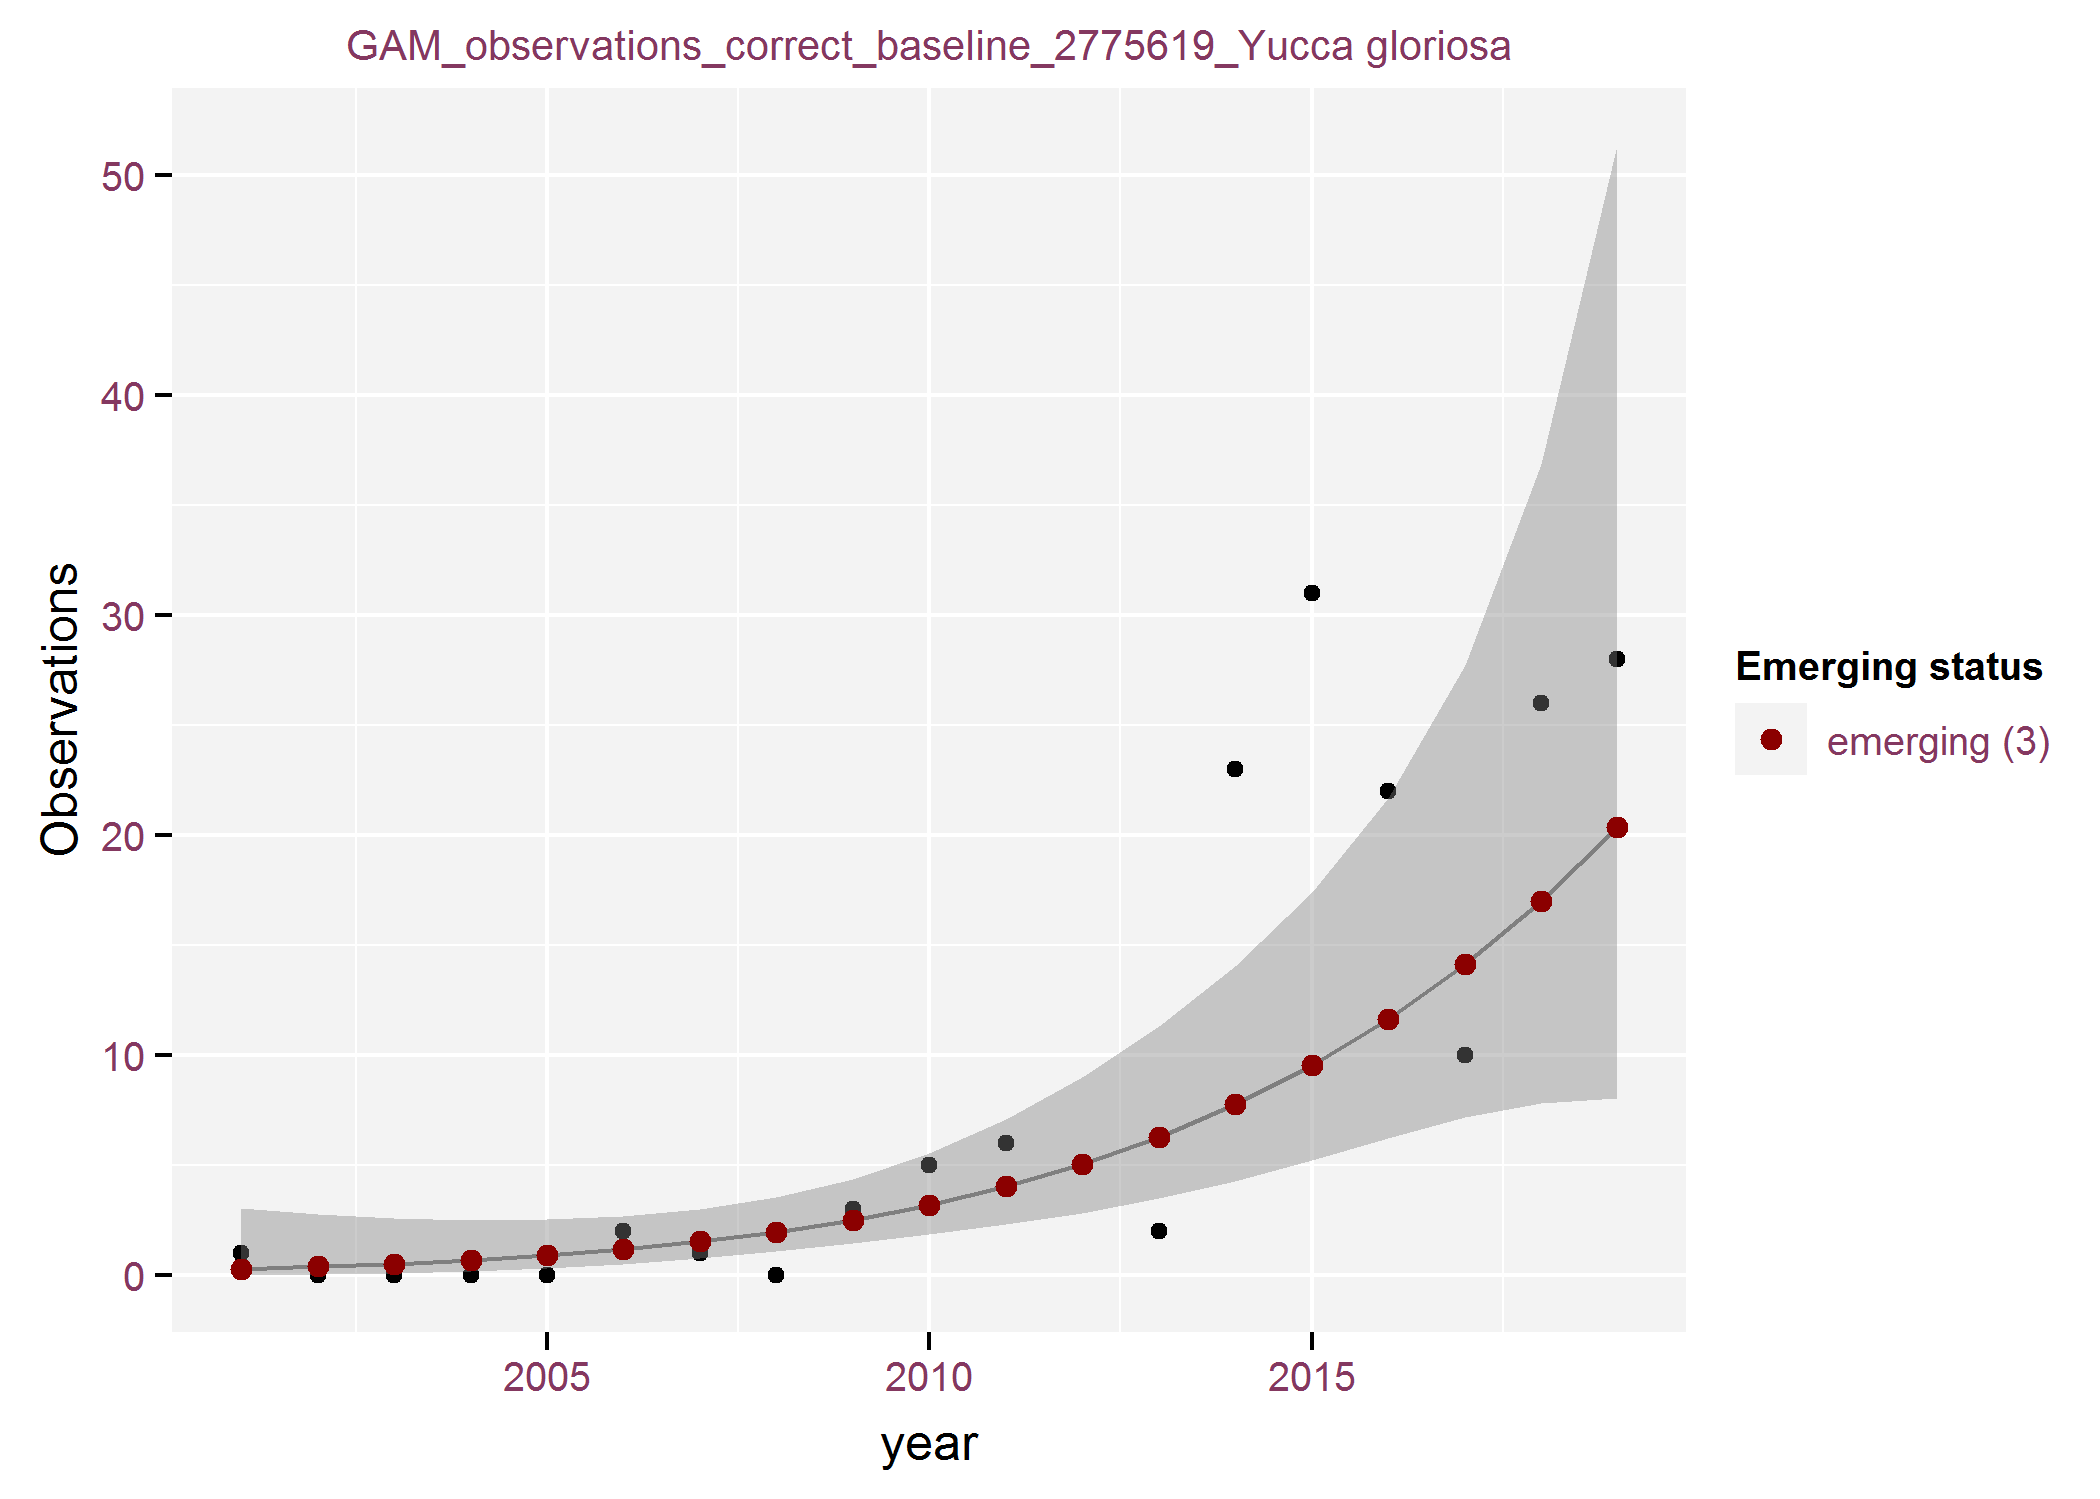 GAM_observations_correct_baseline_2775619_Yucca gloriosa
50
40
30
20
10
0
Observations
2005
2010
2015
year
Emerging status
emerging (3)